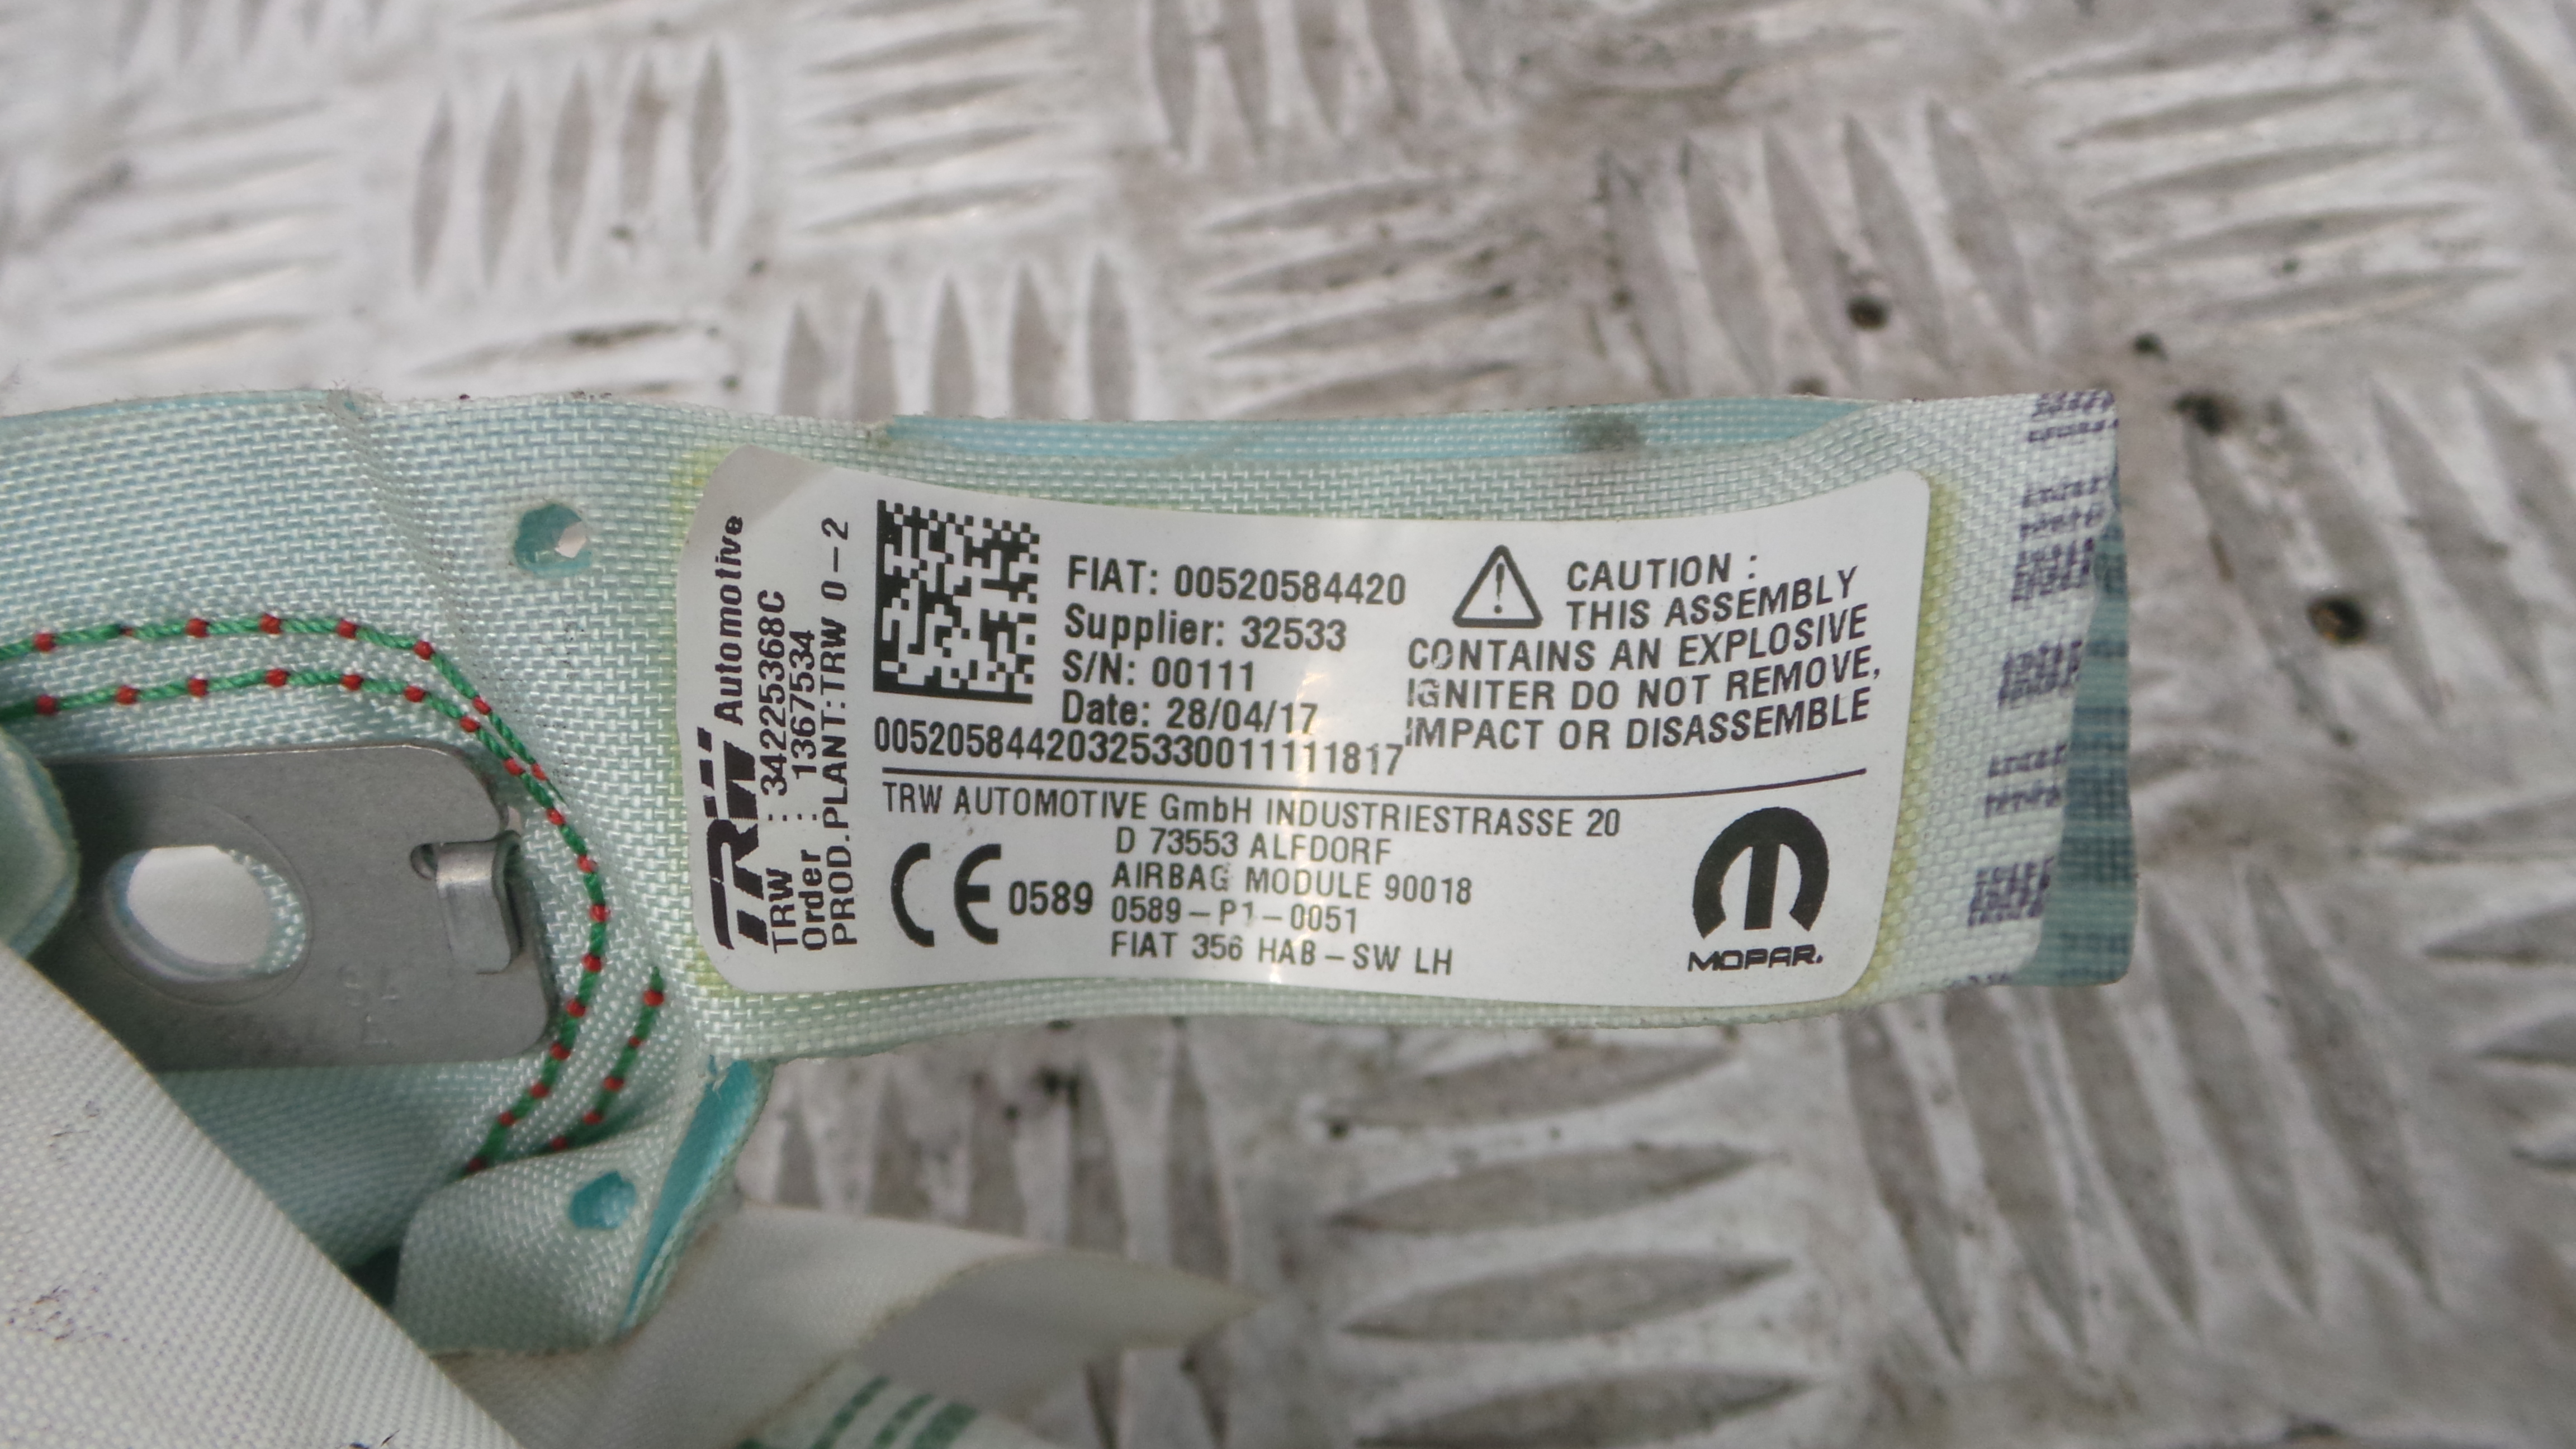 TRW Automotive
TRW : 34225368C
Order : 13677534
PROD.PLANT:TRW 0-2
FIAT: 00520584420
Supplier: 32533
S/N: 00111
Date: 28/04/17
005205844203253300111111817
CAUTION :
THIS ASSEMBLY
CONTAINS AN EXPLOSIVE
IGNITER DO NOT REMOVE,
IMPACT OR DISASSEMBLE
TRW AUTOMOTIVE GmbH INDUSTRIESTRASSE 20
D 73553 ALFDORF
AIRBAG MODULE 90018
0589-P1-0051
FIAT 356 HAB-SW LH
CE 0589
MOPAR.